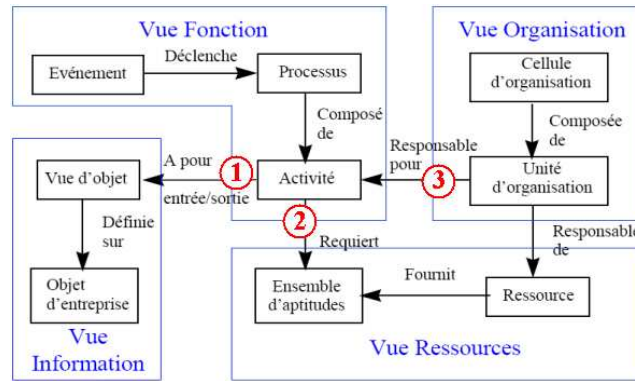 Vue Fonction
Vue Organisation
Evénement
Déclenche
Processus
Cellule
d'organisation
Composé
de
Composée
de
A pour
entrée/sortie
1
Activité
Responsable
pour
3
Unité
d'organisation
Vue d'objet
2
Définie
sur
Requiert
Responsable
de
Objet
d'entreprise
Ensemble
d'aptitudes
Fournit
Ressource
Vue
Information
Vue Ressources